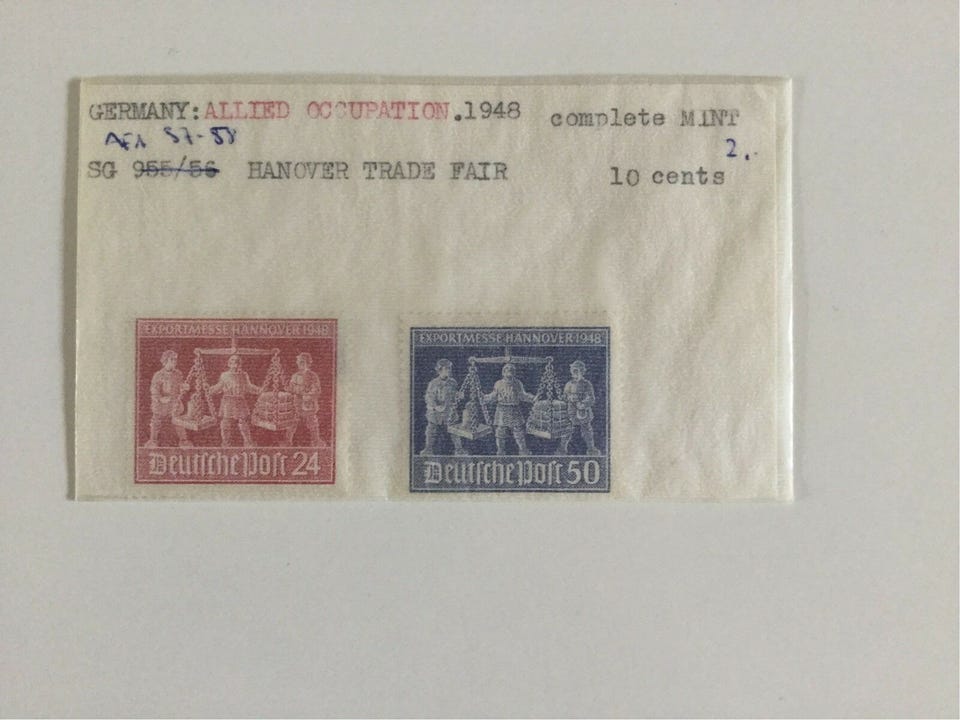 GERMANY: ALLIED OCCUPATION. 1948 complete MINT
AFA 57-58 2,-
SG 955/56 HANOVER TRADE FAIR 10 cents
EXPORTMESSE HANNOVER 1948
Deutsche Post 24
EXPORTMESSE HANNOVER 1948
Deutsche Post 50